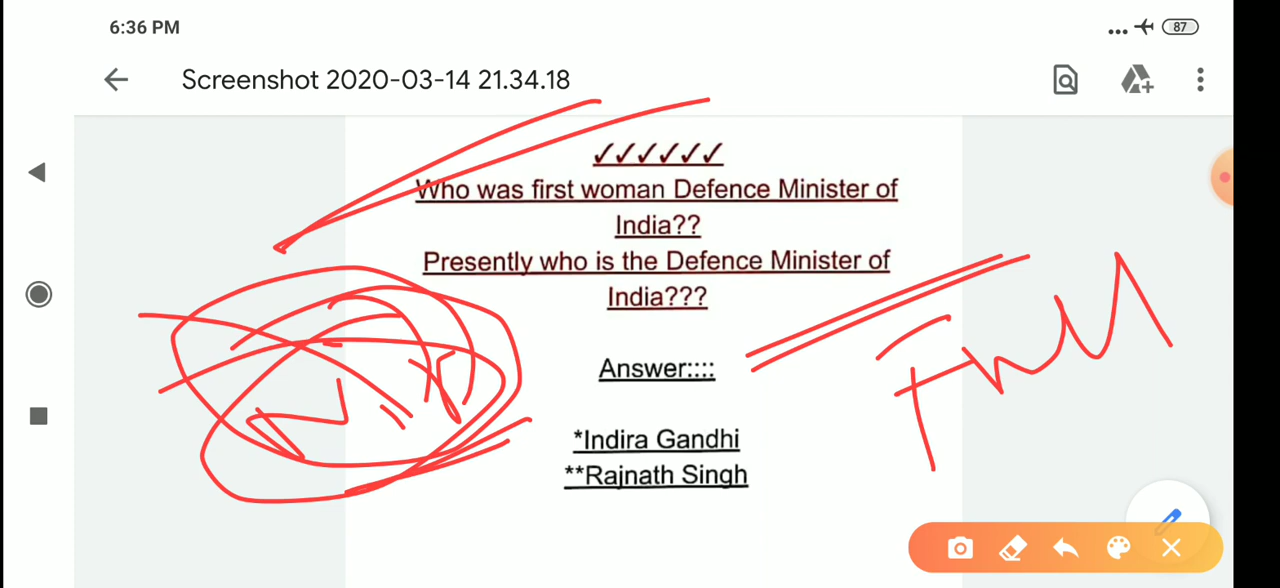 6:36 PM
87
Screenshot 2020-03-14 21.34.18
✓✓✓✓✓✓
Who was first woman Defence Minister of
India??
Presently who is the Defence Minister of
India???
Answer::::
*Indira Gandhi
**Rajnath Singh